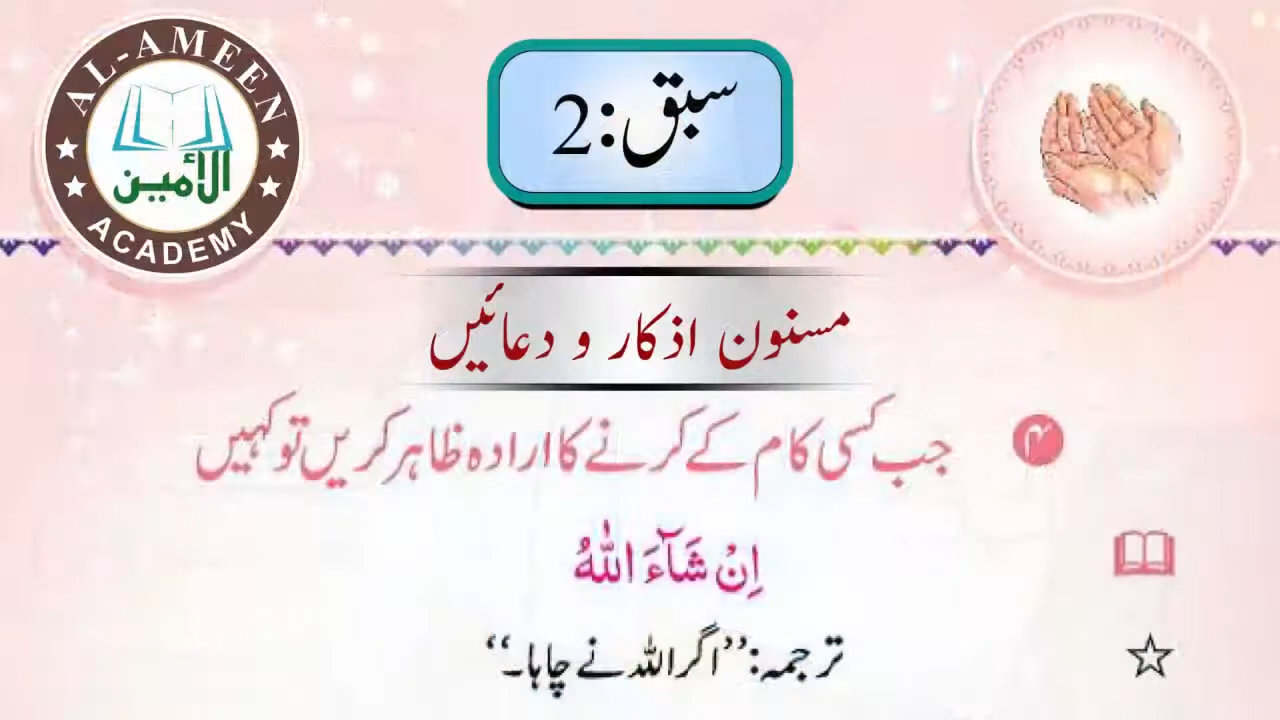 AL-AMEEN
الأمين
ACADEMY
سبق:2
مسنون اذکار و دعائیں
۴ جب کسی کام کے کرنے کا ارادہ ظاہر کریں تو کہیں
اِنْ شَآءَ اللّٰهُ
ترجمہ:’’اگر اللہ نے چاہا۔‘‘